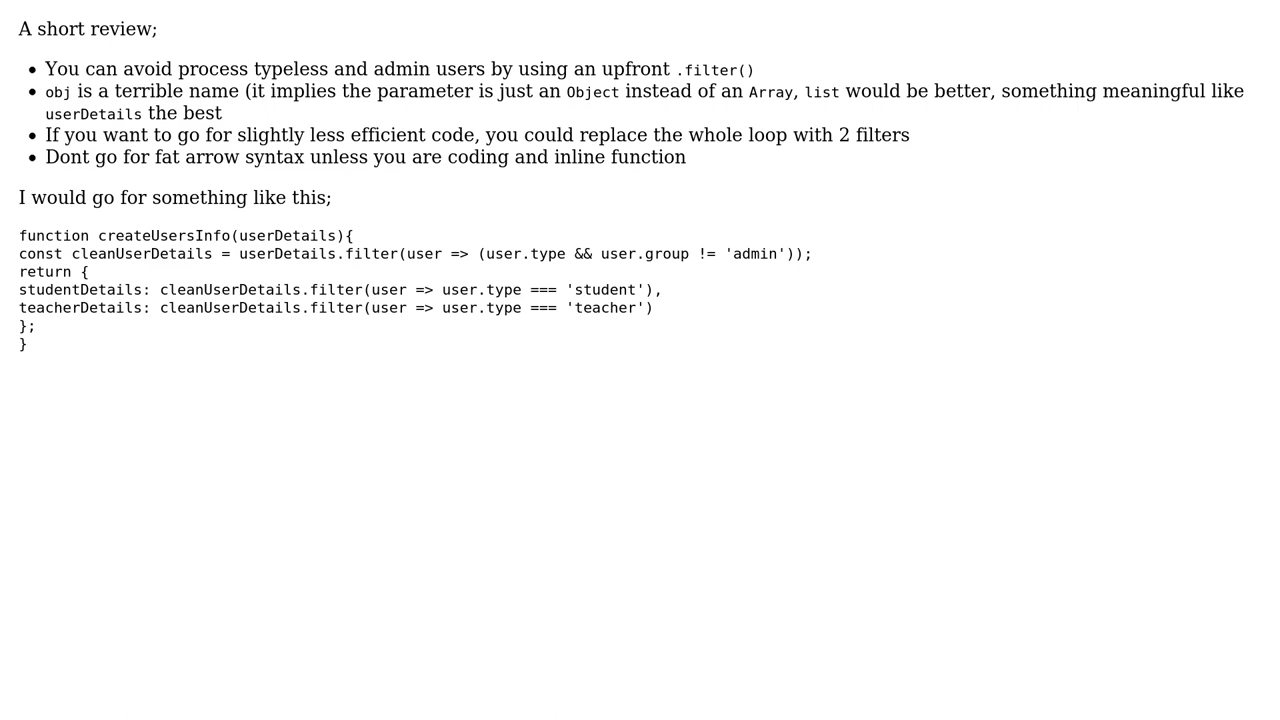 A short review;
• You can avoid process typeless and admin users by using an upfront .filter()
• obj is a terrible name (it implies the parameter is just an Object instead of an Array, list would be better, something meaningful like
userDetails the best
• If you want to go for slightly less efficient code, you could replace the whole loop with 2 filters
• Dont go for fat arrow syntax unless you are coding and inline function
I would go for something like this;
function createUsersInfo(userDetails){
const cleanUserDetails = userDetails.filter(user => (user.type && user.group != 'admin'));
return {
studentDetails: cleanUserDetails.filter(user => user.type === 'student'),
teacherDetails: cleanUserDetails.filter(user => user.type === 'teacher')
};
}